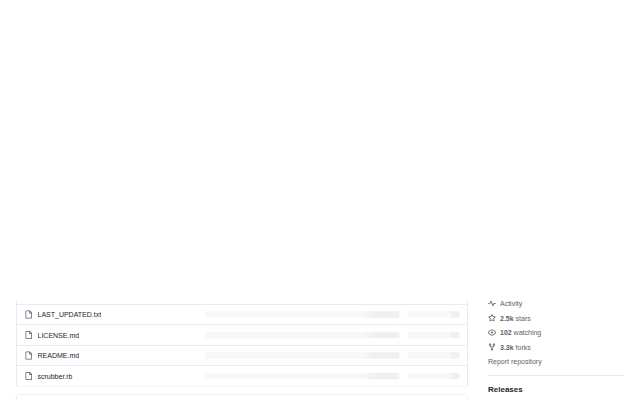 LAST_UPDATED.txt
LICENSE.md
README.md
scrubber.rb
Activity
2.5k stars
102 watching
3.3k forks
Report repository
Releases